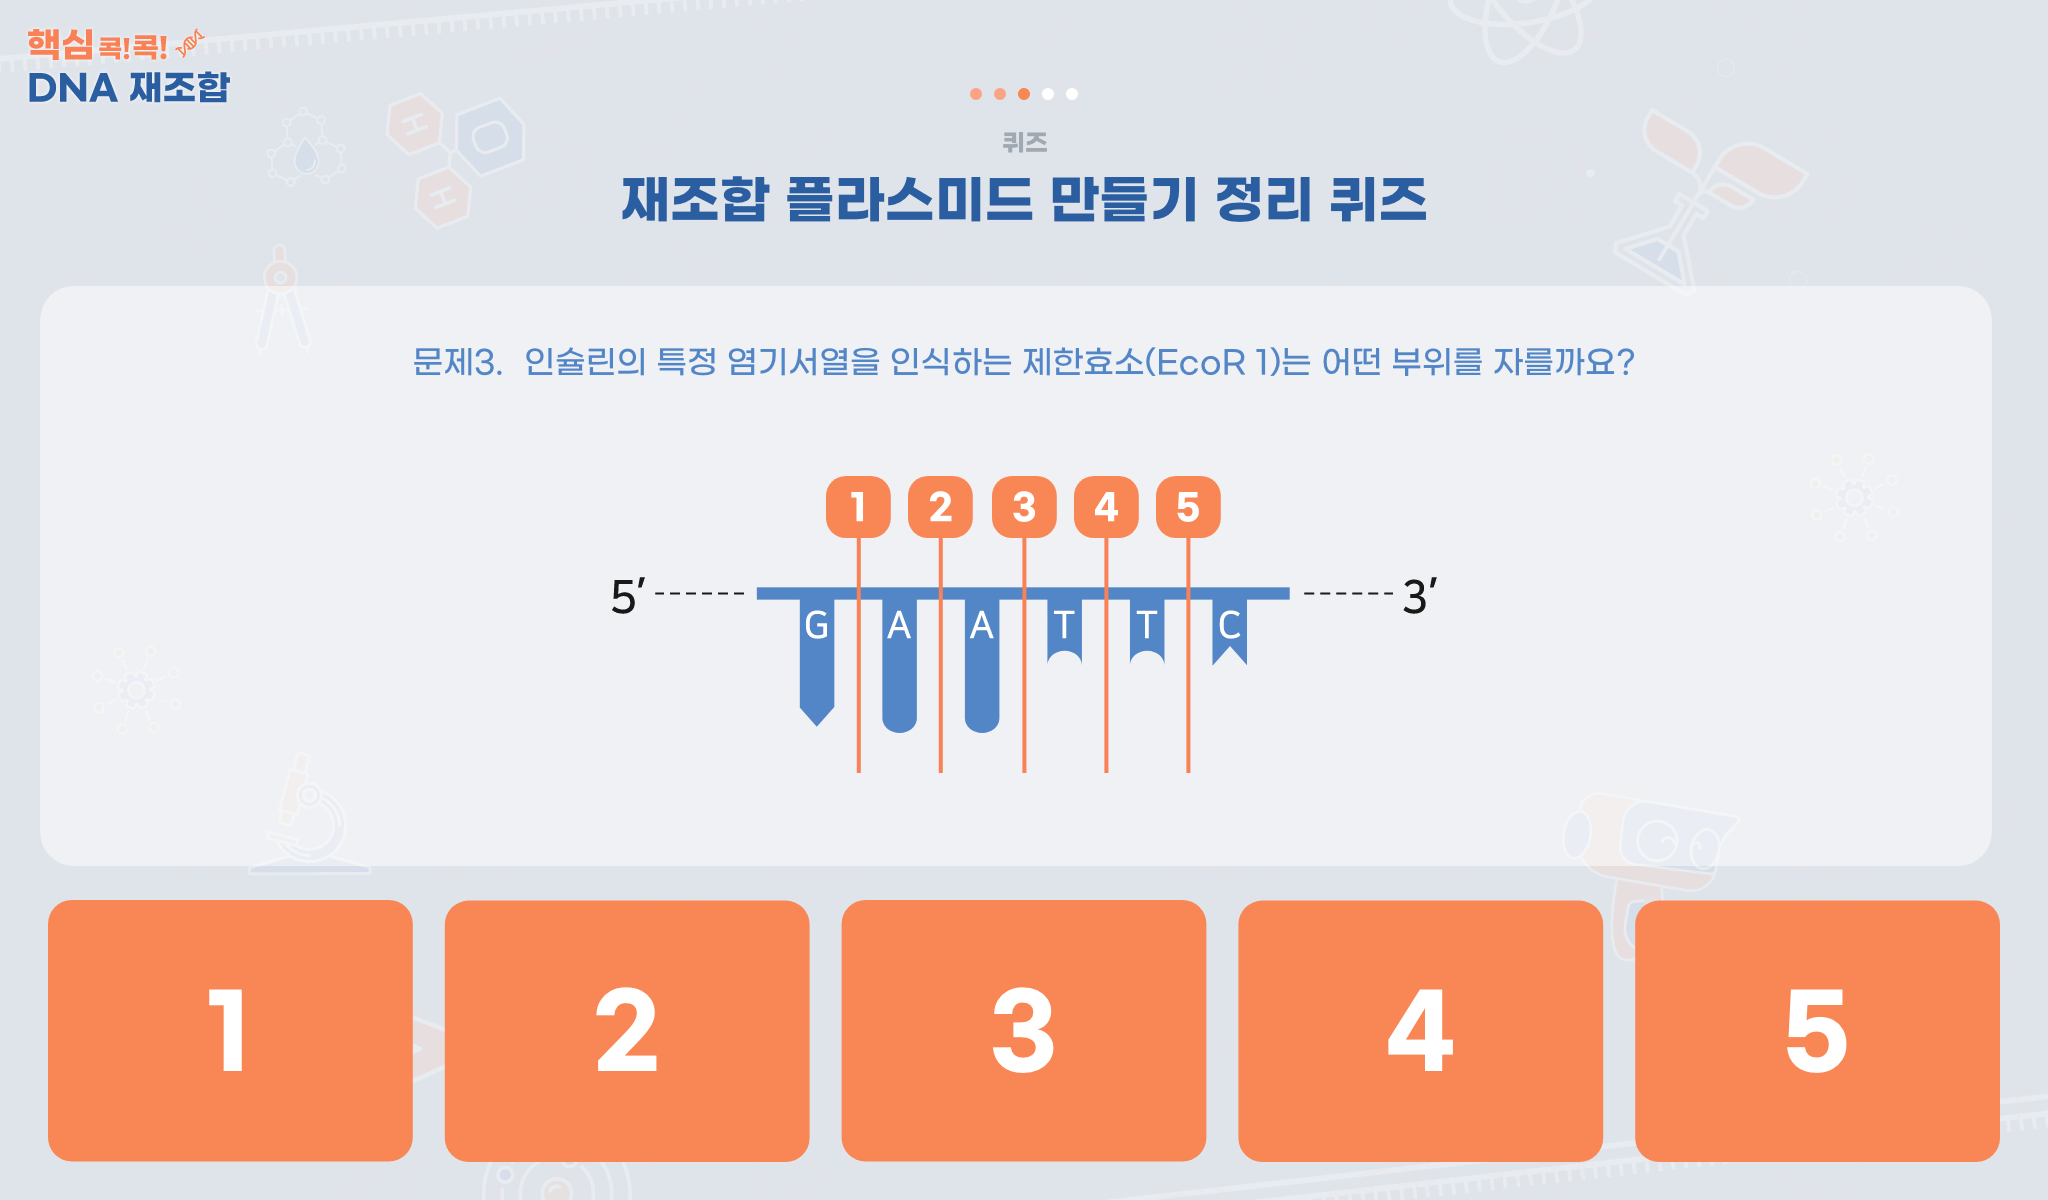 핵심 콕!콕!
DNA 재조합
퀴즈
재조합 플라스미드 만들기 정리 퀴즈
문제3. 인슐린의 특정 염기서열을 인식하는 제한효소(EcoR 1)는 어떤 부위를 자를까요?
1 2 3 4 5
5′ 3′
G A A T T C
1 2 3 4 5